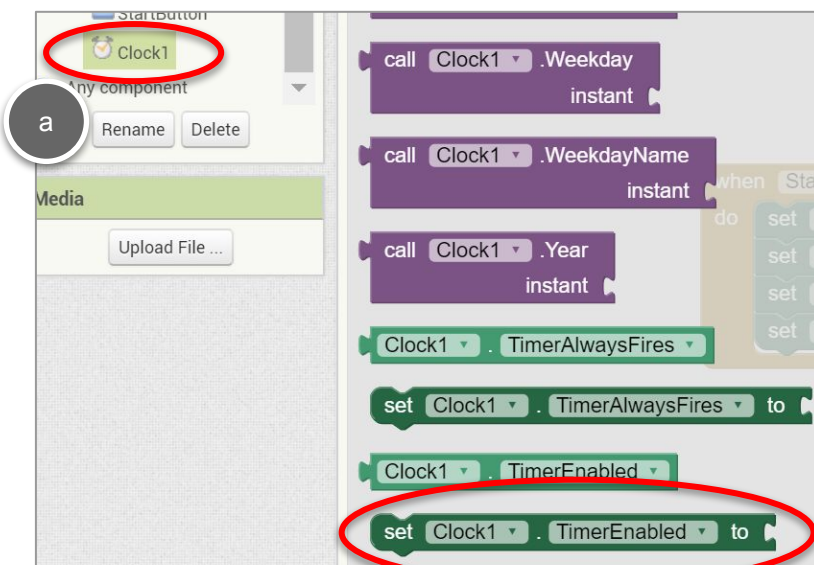 StartButton
Clock1
Any component
a
Rename Delete
Media
Upload File ...
call Clock1 .Weekday
instant
call Clock1 .WeekdayName
instant
call Clock1 .Year
instant
Clock1 . TimerAlwaysFires
set Clock1 . TimerAlwaysFires to
Clock1 . TimerEnabled
set Clock1 . TimerEnabled to
when Sta
do set
set
set
set